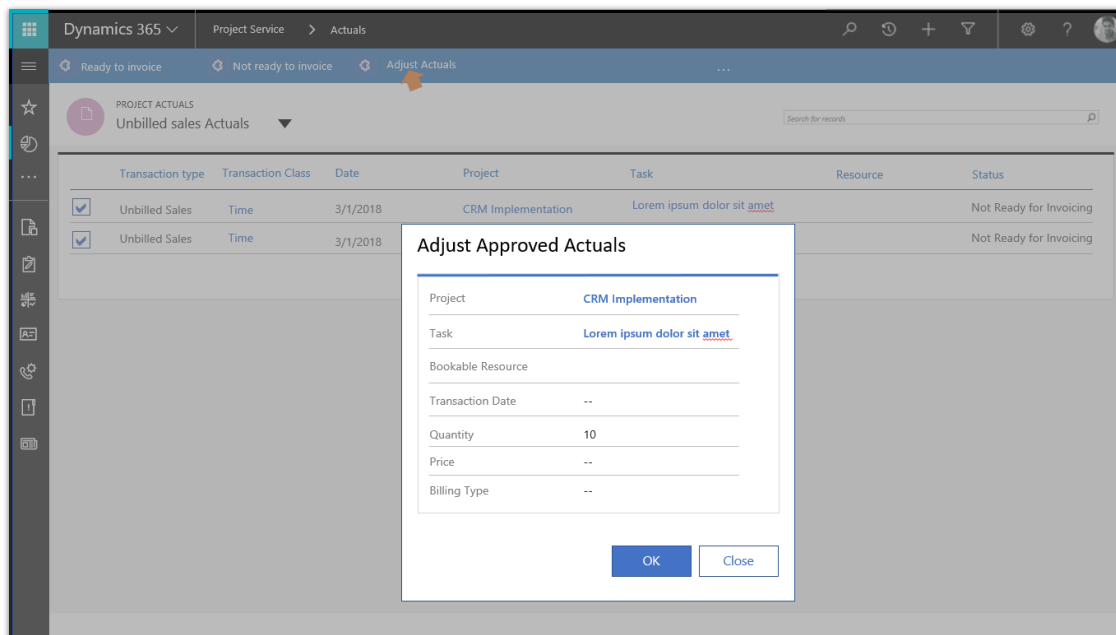 Dynamics 365 Project Service > Actuals
Ready to invoice Not ready to invoice Adjust Actuals ...
PROJECT ACTUALS
Unbilled sales Actuals
Search for records
Transaction type Transaction Class Date Project Task Resource Status
Unbilled Sales Time 3/1/2018 CRM Implementation Lorem ipsum dolor sit amet Not Ready for Invoicing
Unbilled Sales Time 3/1/2018 Not Ready for Invoicing
Adjust Approved Actuals
Project CRM Implementation
Task Lorem ipsum dolor sit amet
Bookable Resource
Transaction Date --
Quantity 10
Price --
Billing Type --
OK Close